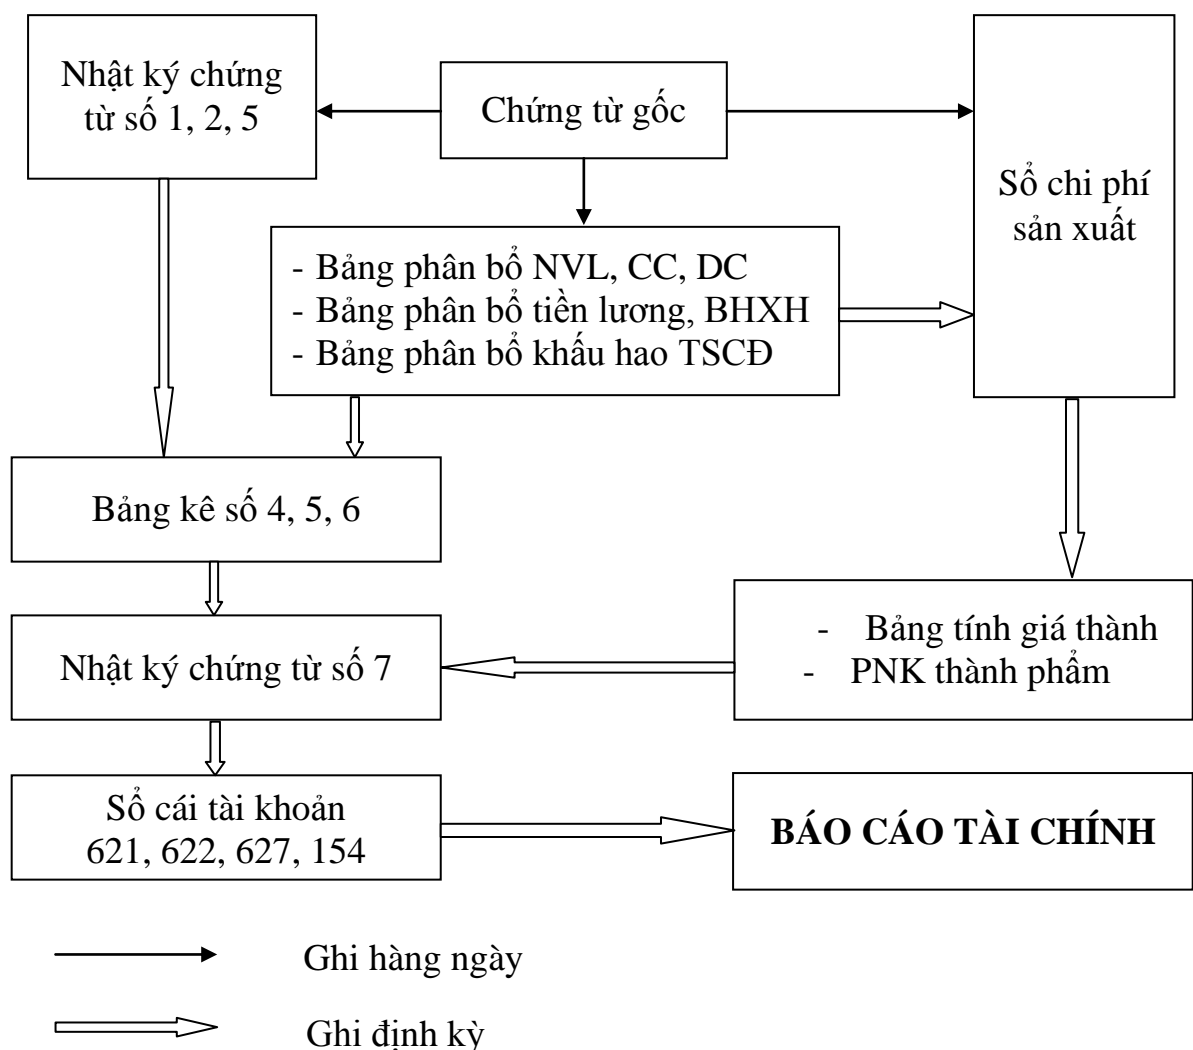 Nhật ký chứng
từ số 1, 2, 5
Chứng từ gốc
Sổ chi phí
sản xuất
- Bảng phân bổ NVL, CC, DC
- Bảng phân bổ tiền lương, BHXH
- Bảng phân bổ khấu hao TSCĐ
Bảng kê số 4, 5, 6
Nhật ký chứng từ số 7
- Bảng tính giá thành
- PNK thành phẩm
Sổ cái tài khoản
621, 622, 627, 154
BÁO CÁO TÀI CHÍNH
Ghi hàng ngày
Ghi định kỳ